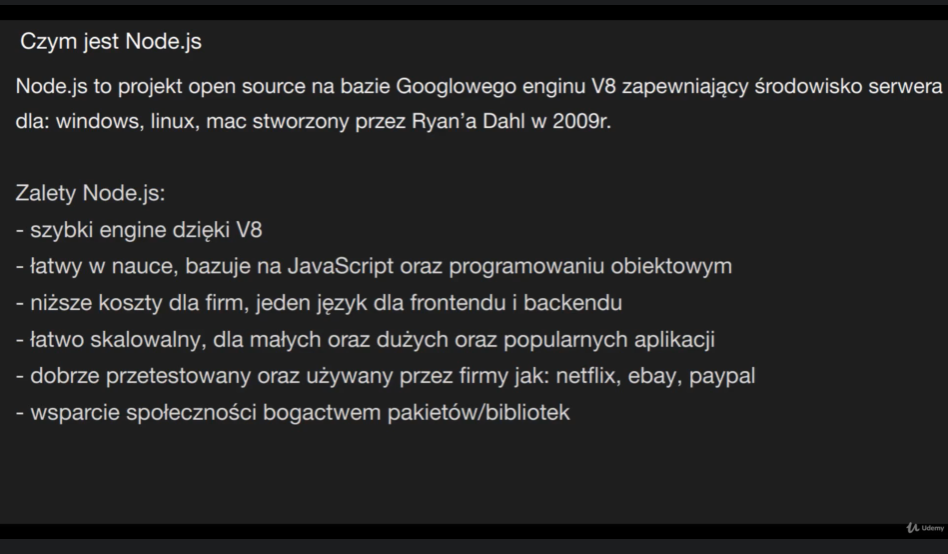 Czym jest Node.js
Node.js to projekt open source na bazie Googlowego enginu V8 zapewniający środowisko serwera
dla: windows, linux, mac stworzony przez Ryan’a Dahl w 2009r.
Zalety Node.js:
- szybki engine dzięki V8
- łatwy w nauce, bazuje na JavaScript oraz programowaniu obiektowym
- niższe koszty dla firm, jeden język dla frontendu i backendu
- łatwo skalowalny, dla małych oraz dużych oraz popularnych aplikacji
- dobrze przetestowany oraz używany przez firmy jak: netflix, ebay, paypal
- wsparcie społeczności bogactwem pakietów/bibliotek
Udemy